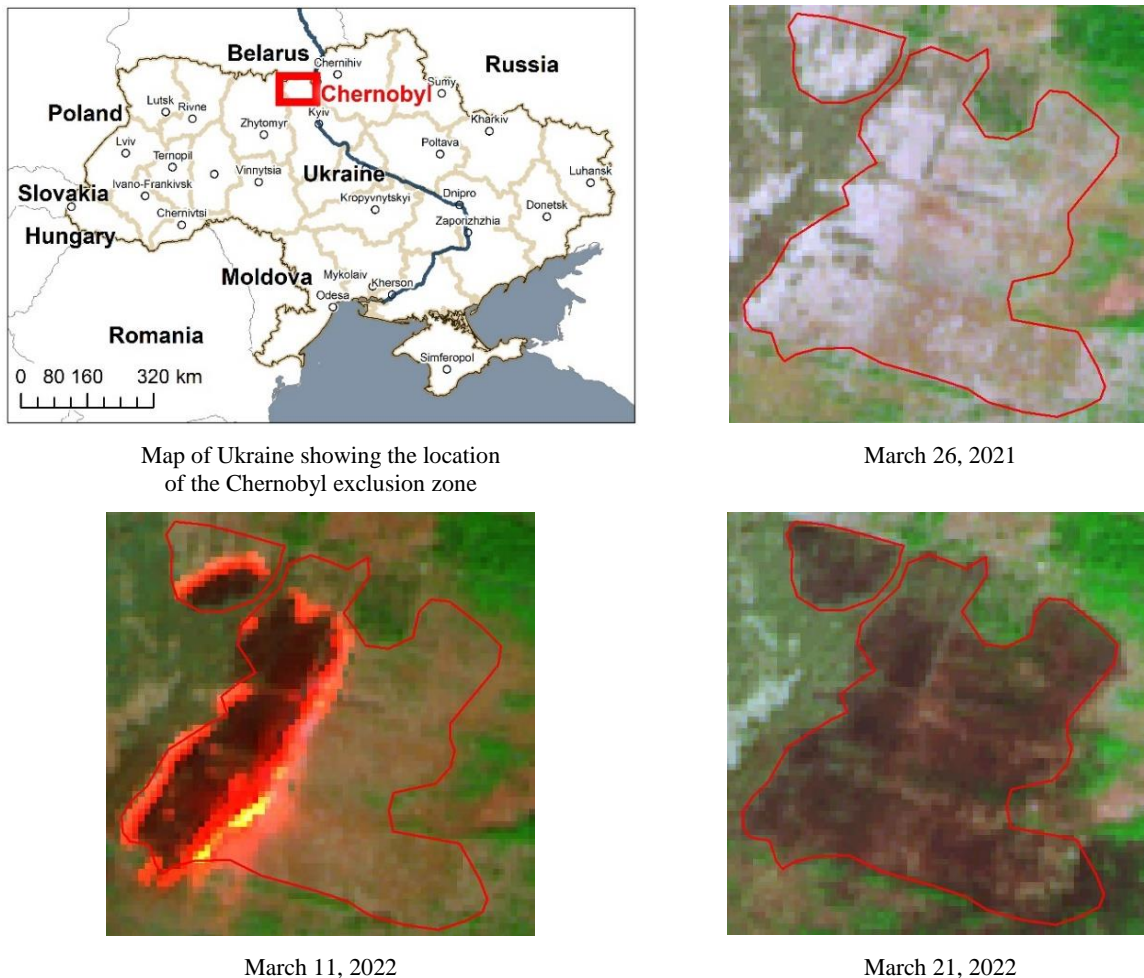 Belarus
Russia
Chernihiv
Sumy
Chernobyl
Poland
Lutsk
Rivne
Kyiv
Kharkiv
Zhytomyr
Lviv
Poltava
Ternopil
Ukraine
Luhansk
Ivano-Frankivsk
Vinnytsia
Slovakia
Kropyvnytskyi
Dnipro
Donetsk
Chernivtsi
Zaporizhzhia
Hungary
Moldova
Mykolaiv
Kherson
Odesa
Romania
Simferopol
0 80 160 320 km
Map of Ukraine showing the location
of the Chernobyl exclusion zone
March 26, 2021
March 11, 2022
March 21, 2022